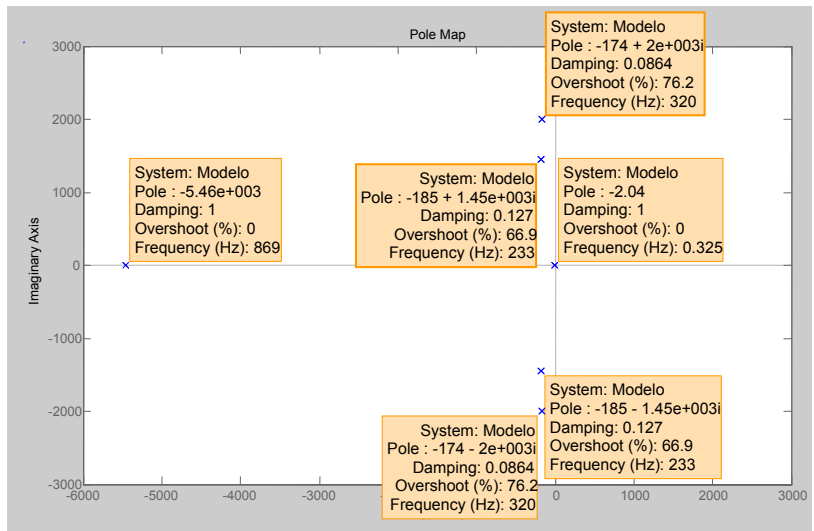 Pole Map
System: Modelo
Pole : -174 + 2e+003i
Damping: 0.0864
Overshoot (%): 76.2
Frequency (Hz): 320
System: Modelo
Pole : -5.46e+003
Damping: 1
Overshoot (%): 0
Frequency (Hz): 869
System: Modelo
Pole : -185 + 1.45e+003i
Damping: 0.127
Overshoot (%): 66.9
Frequency (Hz): 233
System: Modelo
Pole : -2.04
Damping: 1
Overshoot (%): 0
Frequency (Hz): 0.325
System: Modelo
Pole : -185 - 1.45e+003i
Damping: 0.127
Overshoot (%): 66.9
Frequency (Hz): 233
System: Modelo
Pole : -174 - 2e+003i
Damping: 0.0864
Overshoot (%): 76.2
Frequency (Hz): 320
Imaginary Axis
3000
2000
1000
0
-1000
-2000
-3000
-6000
-5000
-4000
-3000
0
1000
2000
3000